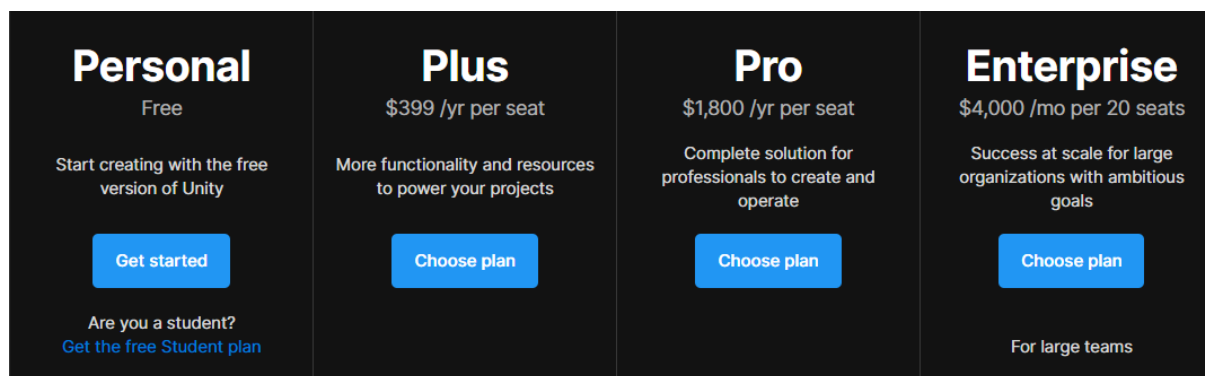 Personal
Free
Start creating with the free
version of Unity
Get started
Are you a student?
Get the free Student plan
Plus
$399 /yr per seat
More functionality and resources
to power your projects
Choose plan
Pro
$1,800 /yr per seat
Complete solution for
professionals to create and
operate
Choose plan
Enterprise
$4,000 /mo per 20 seats
Success at scale for large
organizations with ambitious
goals
Choose plan
For large teams